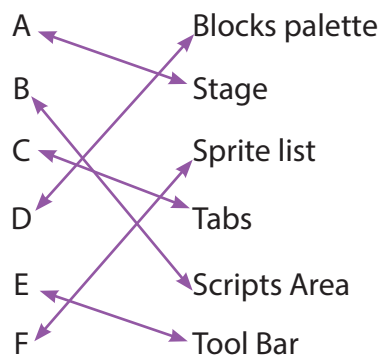 A Blocks palette
B Stage
C Sprite list
D Tabs
E Scripts Area
F Tool Bar